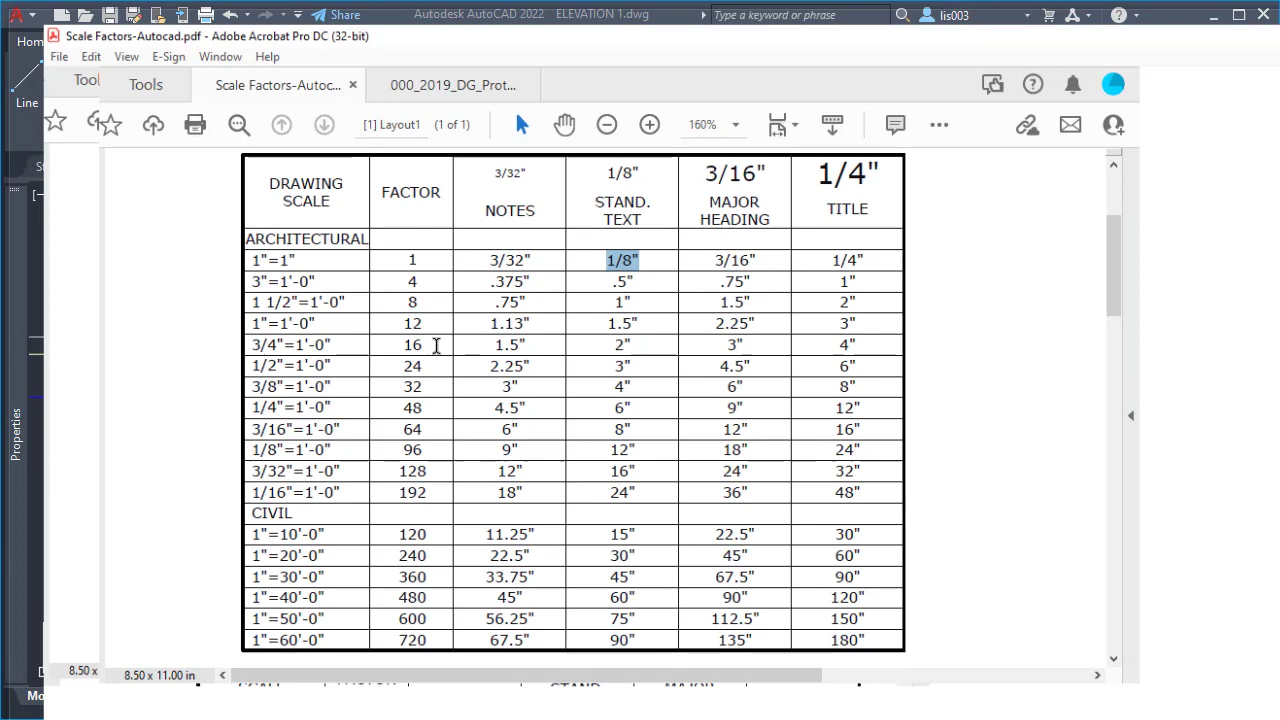 Share Autodesk AutoCAD 2022 ELEVATION 1.dwg Type a keyword or phrase lis003
Hom
Scale Factors-Autocad.pdf - Adobe Acrobat Pro DC (32-bit)
File Edit View E-Sign Window Help
Tool Tools Scale Factors-Autoc... × 000_2019_DG_Prot...
Line
[1] Layout1 (1 of 1) 160%
DRAWING SCALE FACTOR 3/32" NOTES 1/8" STAND. TEXT 3/16" MAJOR HEADING 1/4" TITLE
ARCHITECTURAL
1"=1" 1 3/32" 1/8" 3/16" 1/4"
3"=1'-0" 4 .375" .5" .75" 1"
1 1/2"=1'-0" 8 .75" 1" 1.5" 2"
1"=1'-0" 12 1.13" 1.5" 2.25" 3"
3/4"=1'-0" 16 1.5" 2" 3" 4"
1/2"=1'-0" 24 2.25" 3" 4.5" 6"
3/8"=1'-0" 32 3" 4" 6" 8"
1/4"=1'-0" 48 4.5" 6" 9" 12"
3/16"=1'-0" 64 6" 8" 12" 16"
1/8"=1'-0" 96 9" 12" 18" 24"
3/32"=1'-0" 128 12" 16" 24" 32"
1/16"=1'-0" 192 18" 24" 36" 48"
CIVIL
1"=10'-0" 120 11.25" 15" 22.5" 30"
1"=20'-0" 240 22.5" 30" 45" 60"
1"=30'-0" 360 33.75" 45" 67.5" 90"
1"=40'-0" 480 45" 60" 90" 120"
1"=50'-0" 600 56.25" 75" 112.5" 150"
1"=60'-0" 720 67.5" 90" 135" 180"
Properties
8.50 x 8.50 x 11.00 in
Mo